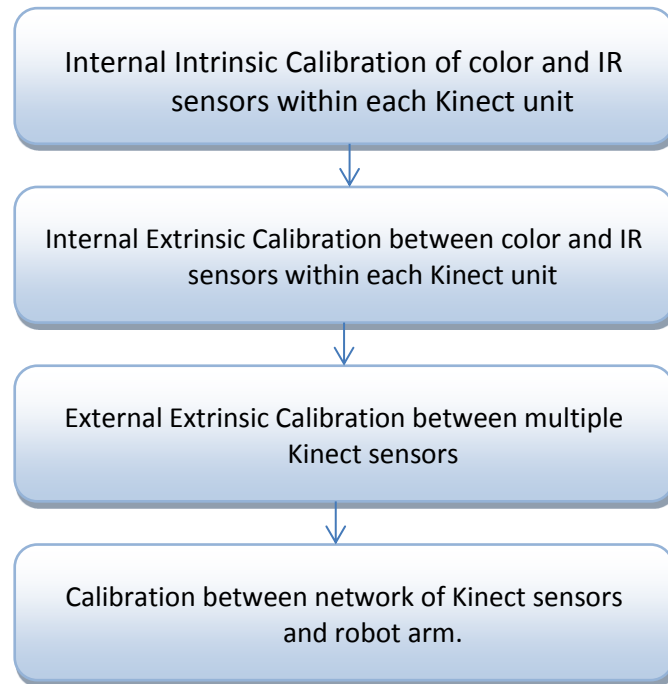 Internal Intrinsic Calibration of color and IR
sensors within each Kinect unit
Internal Extrinsic Calibration between color and IR
sensors within each Kinect unit
External Extrinsic Calibration between multiple
Kinect sensors
Calibration between network of Kinect sensors
and robot arm.